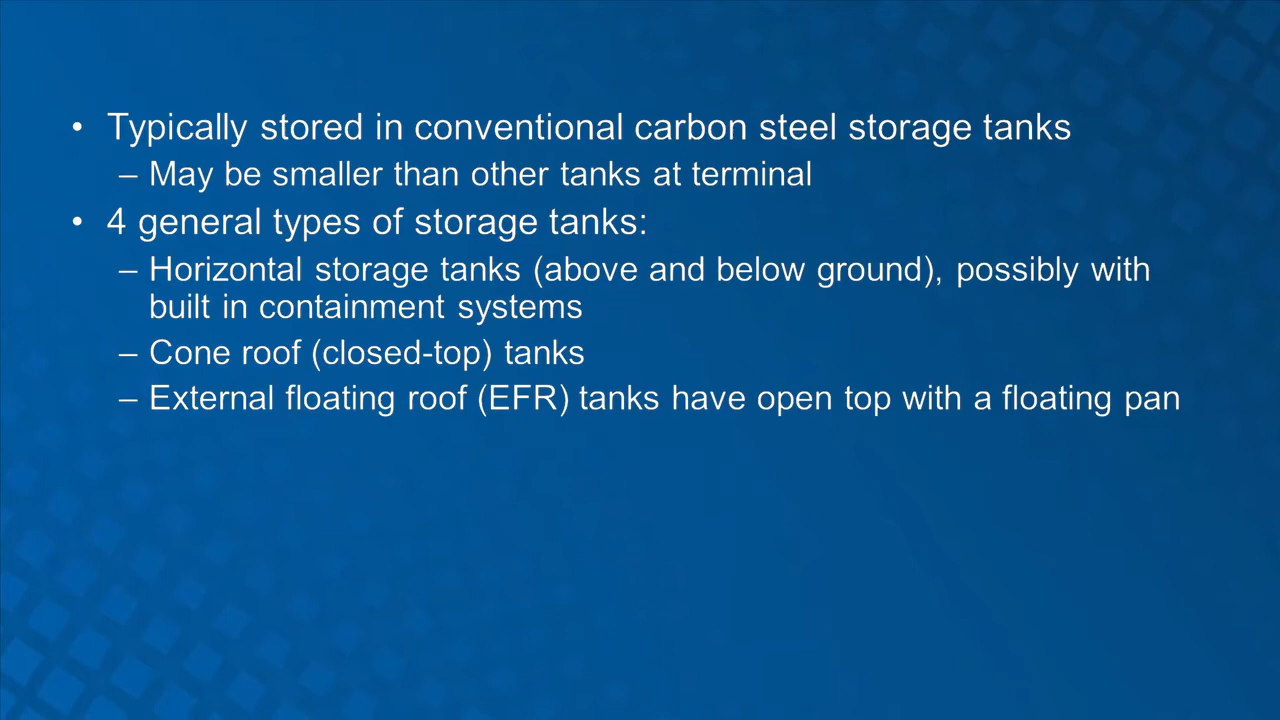 • Typically stored in conventional carbon steel storage tanks
– May be smaller than other tanks at terminal
• 4 general types of storage tanks:
– Horizontal storage tanks (above and below ground), possibly with
built in containment systems
– Cone roof (closed-top) tanks
– External floating roof (EFR) tanks have open top with a floating pan